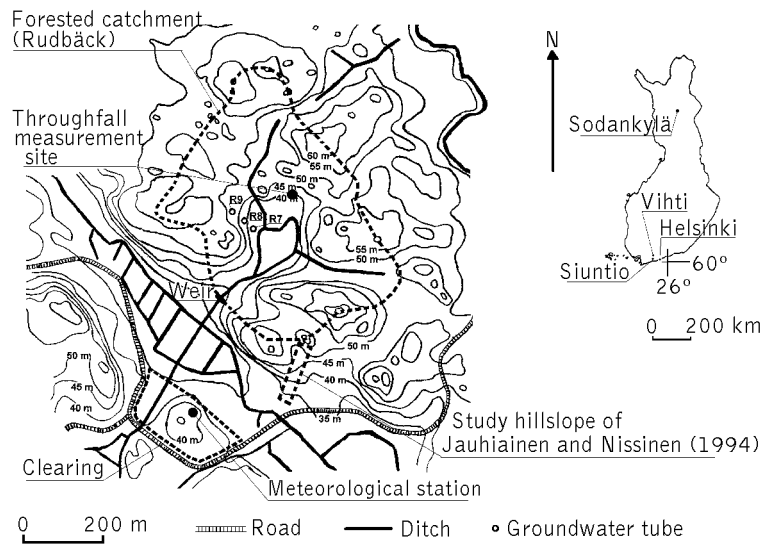 Forested catchment
(Rudbäck)
N
Throughfall
measurement
site
Sodankylä
60 m
55 m
50 m
45 m
40 m
R9
R8
R7
Vihti
Helsinki
55 m
50 m
Siuntio
60°
26°
Weir
0 200 km
50 m
50 m
45 m
45 m
40 m
40 m
35 m
40 m
Study hillslope of
Jauhiainen and Nissinen (1994)
Clearing
Meteorological station
0 200 m
Road
Ditch
Groundwater tube